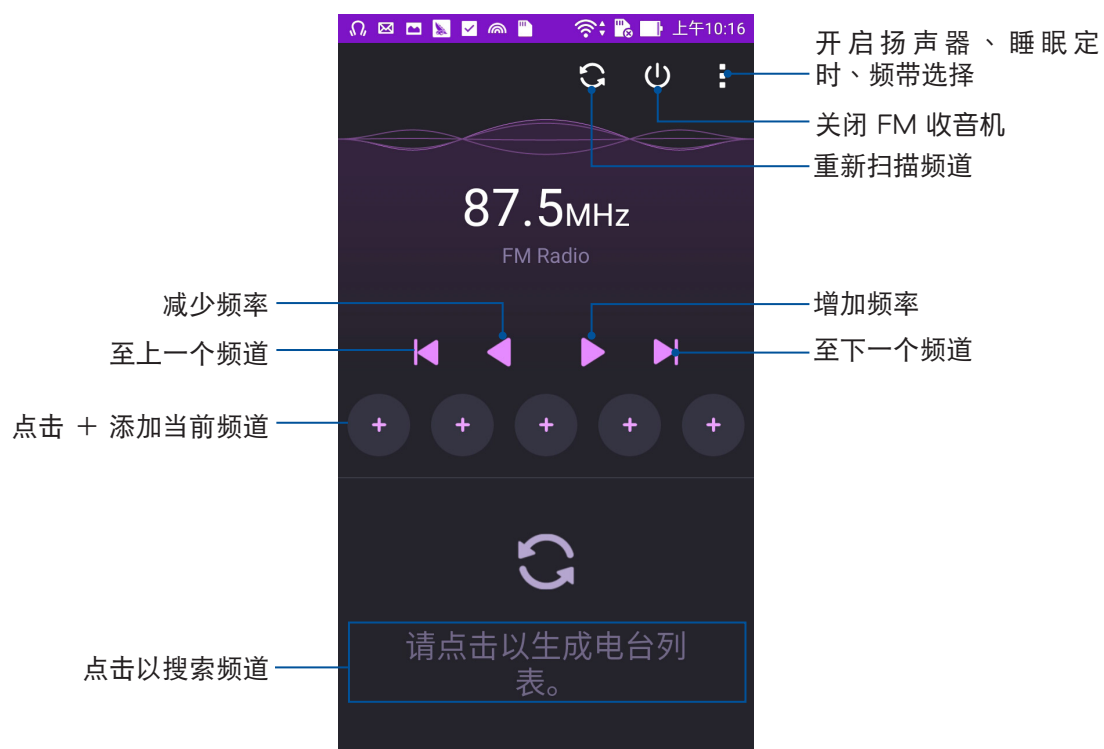 上午10:16
开启扬声器、睡眠定
时、频带选择
关闭 FM 收音机
重新扫描频道
87.5MHz
FM Radio
减少频率
增加频率
至上一个频道
至下一个频道
点击 + 添加当前频道
+ + + + +
请点击以生成电台列
表。
点击以搜索频道